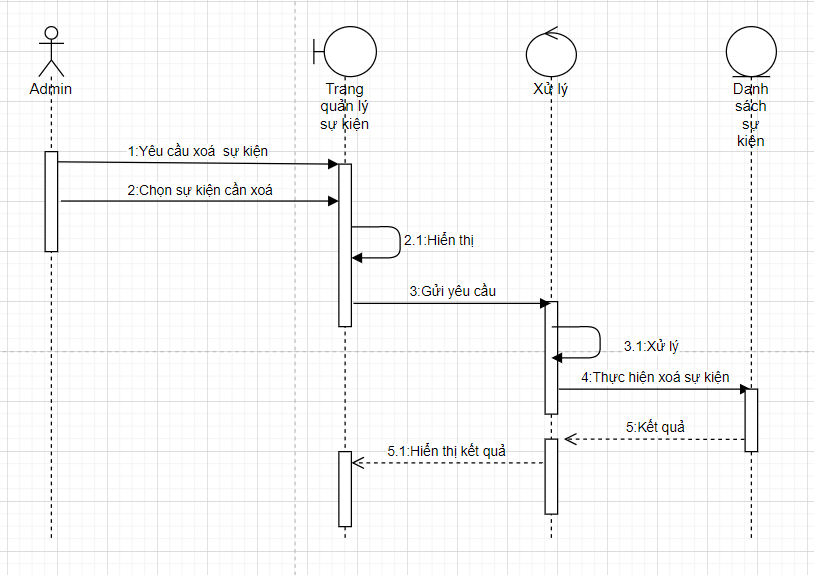 Admin
Trang
quản lý
sự kiện
Xử lý
Danh
sách
sự
kiện
1:Yêu cầu xoá  sự kiện
2:Chọn sự kiện cần xoá
2.1:Hiển thị
3:Gửi yêu cầu
3.1:Xử lý
4:Thực hiện xoá sự kiện
5:Kết quả
5.1:Hiển thị kết quả